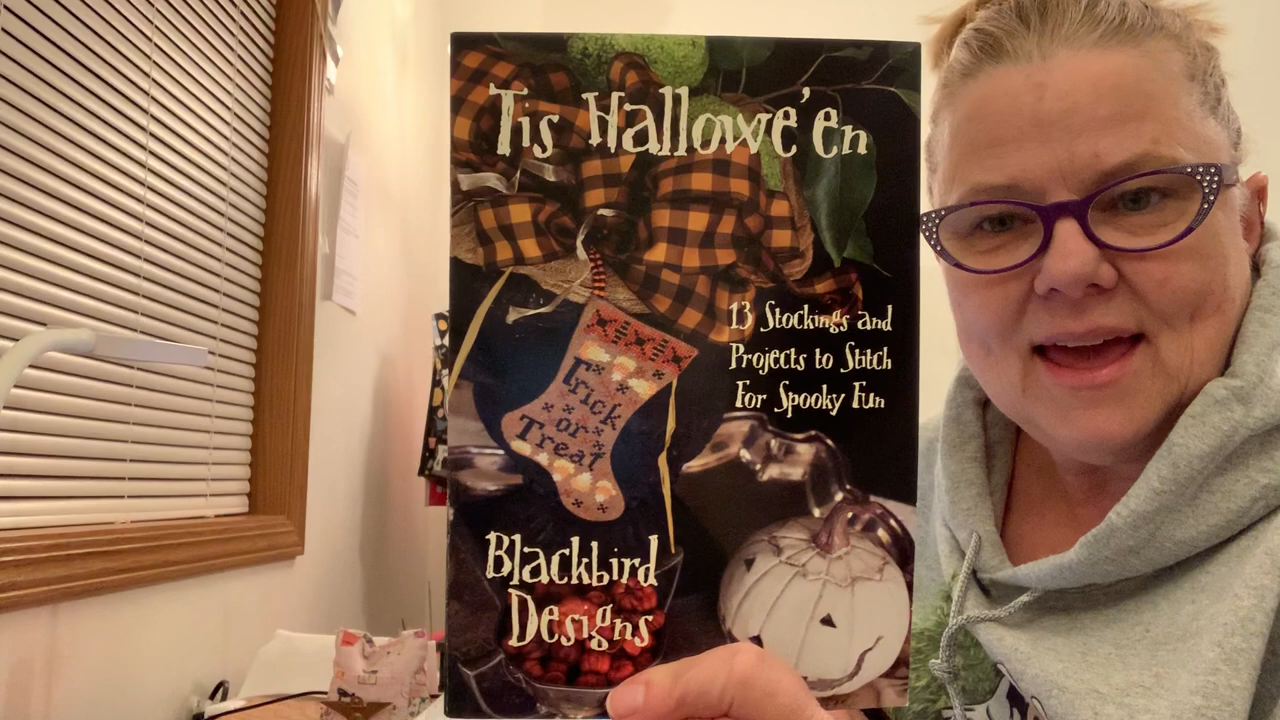 Tis Hallowe'en
13 Stockings and
Projects to Stitch
For Spooky Fun
Trick
or
Treat
Blackbird
Designs